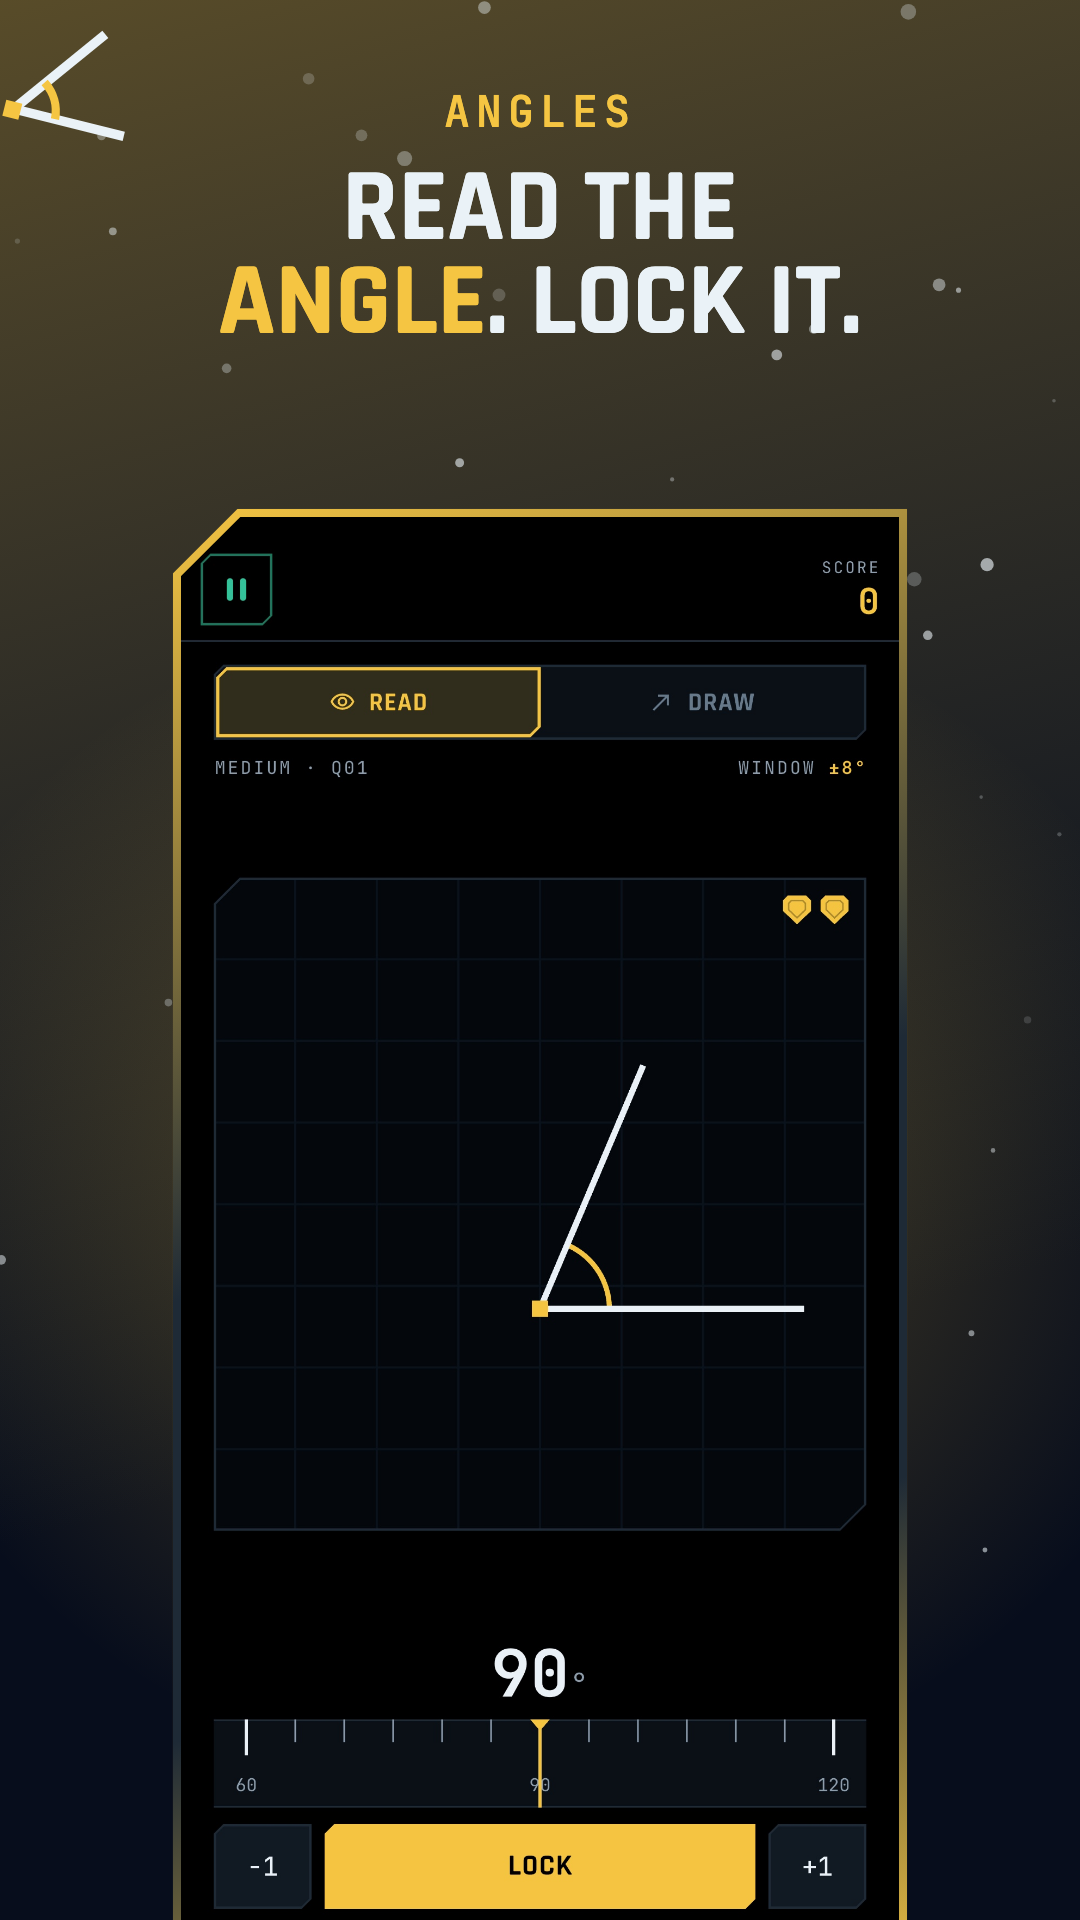 ANGLES
READ THE
ANGLE. LOCK IT.
SCORE
0
READ
DRAW
MEDIUM · Q01
WINDOW ±8°
90°
60
90
120
-1
LOCK
+1